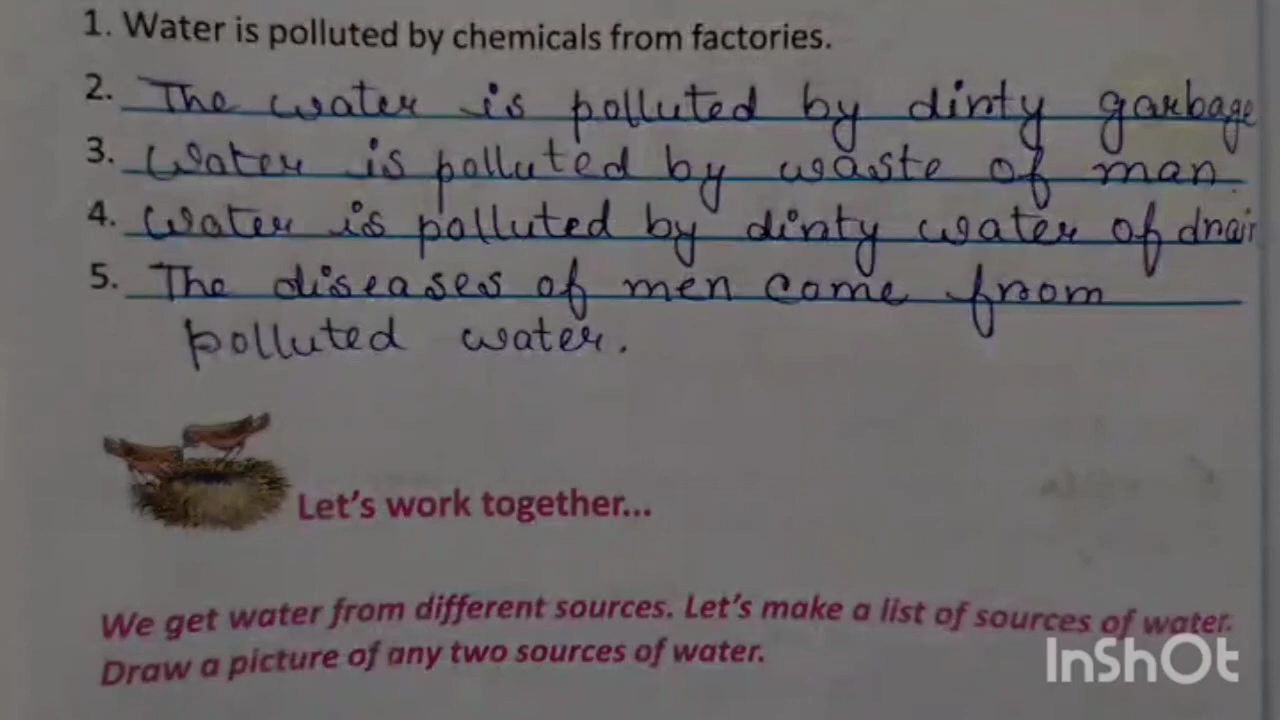 1. Water is polluted by chemicals from factories.
2. The water is polluted by dirty garbage
3. Water is polluted by waste of man.
4. Water is polluted by dirty water of drain
5. The diseases of men come from
polluted water.
Let's work together...
We get water from different sources. Let's make a list of sources of water.
Draw a picture of any two sources of water.
InShOt